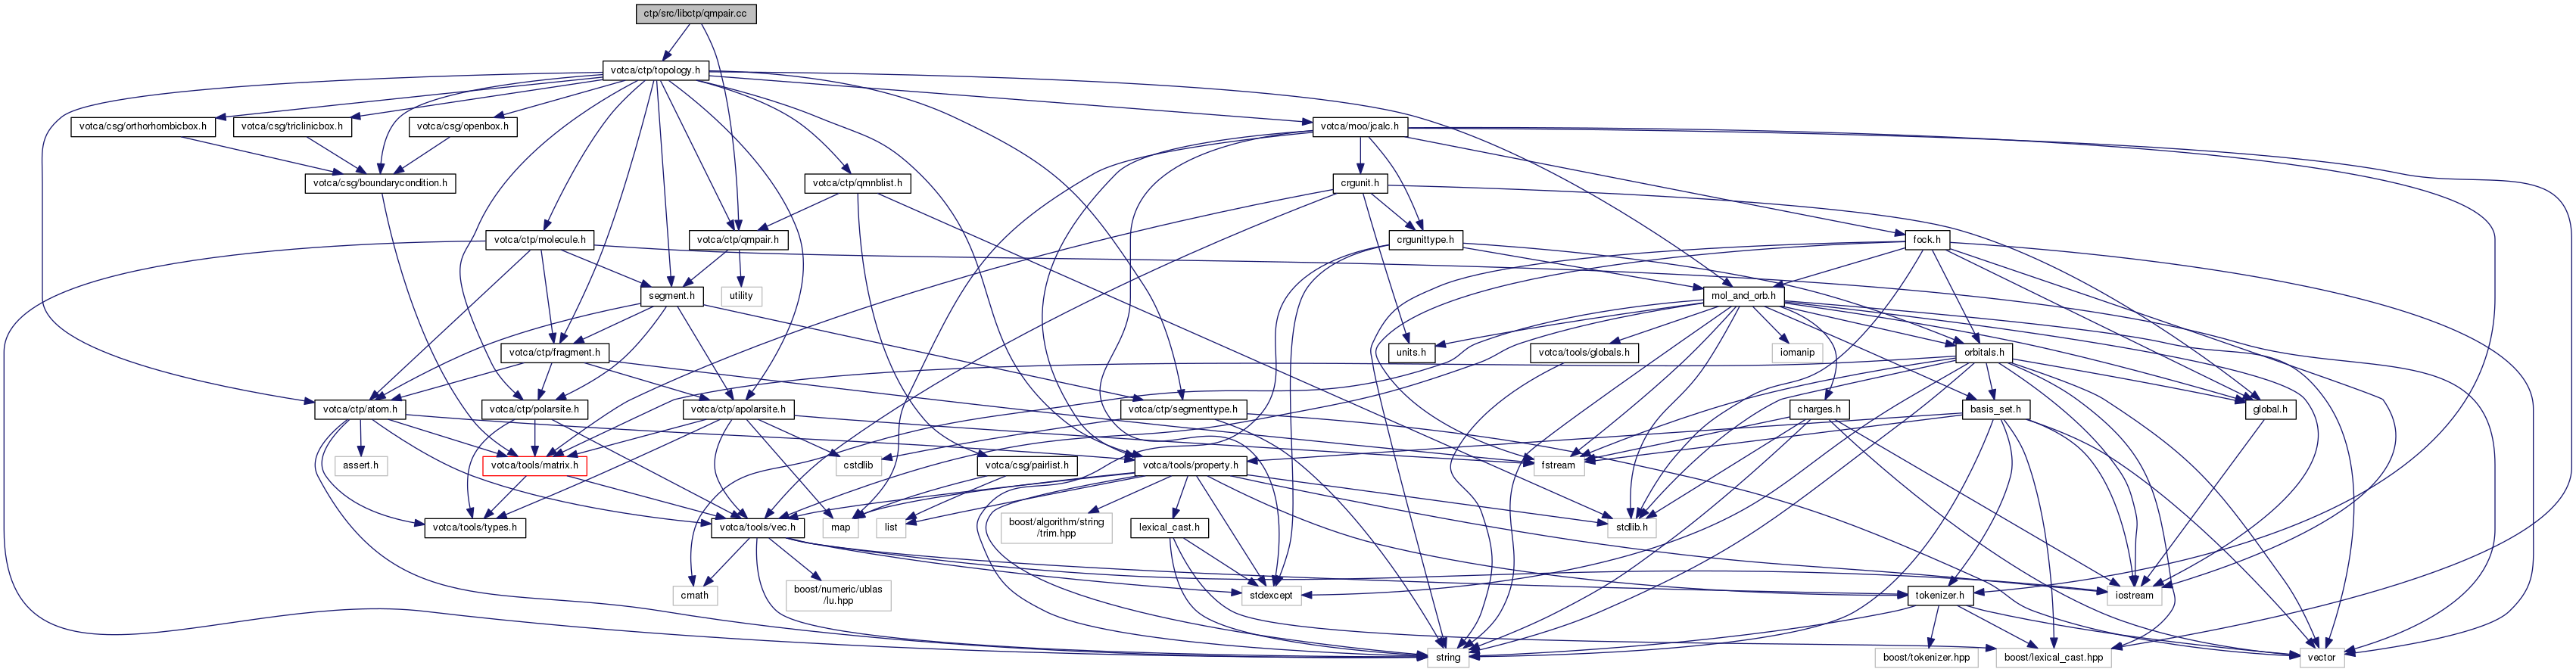 ctp/src/libctp/qmpair.cc
votca/ctp/topology.h
votca/csg/orthorhombicbox.h
votca/csg/triclinicbox.h
votca/csg/openbox.h
votca/moo/jcalc.h
votca/csg/boundarycondition.h
votca/ctp/qmnblist.h
crgunit.h
votca/ctp/molecule.h
votca/ctp/qmpair.h
crgunittype.h
fock.h
segment.h
utility
mol_and_orb.h
votca/ctp/fragment.h
units.h
votca/tools/globals.h
iomanip
orbitals.h
votca/ctp/atom.h
votca/ctp/polarsite.h
votca/ctp/apolarsite.h
votca/ctp/segmenttype.h
charges.h
basis_set.h
global.h
assert.h
votca/tools/matrix.h
cstdlib
votca/csg/pairlist.h
votca/tools/property.h
fstream
votca/tools/types.h
votca/tools/vec.h
map
list
boost/algorithm/string
/trim.hpp
lexical_cast.h
stdlib.h
cmath
boost/numeric/ublas
/lu.hpp
stdexcept
tokenizer.h
iostream
string
boost/tokenizer.hpp
boost/lexical_cast.hpp
vector